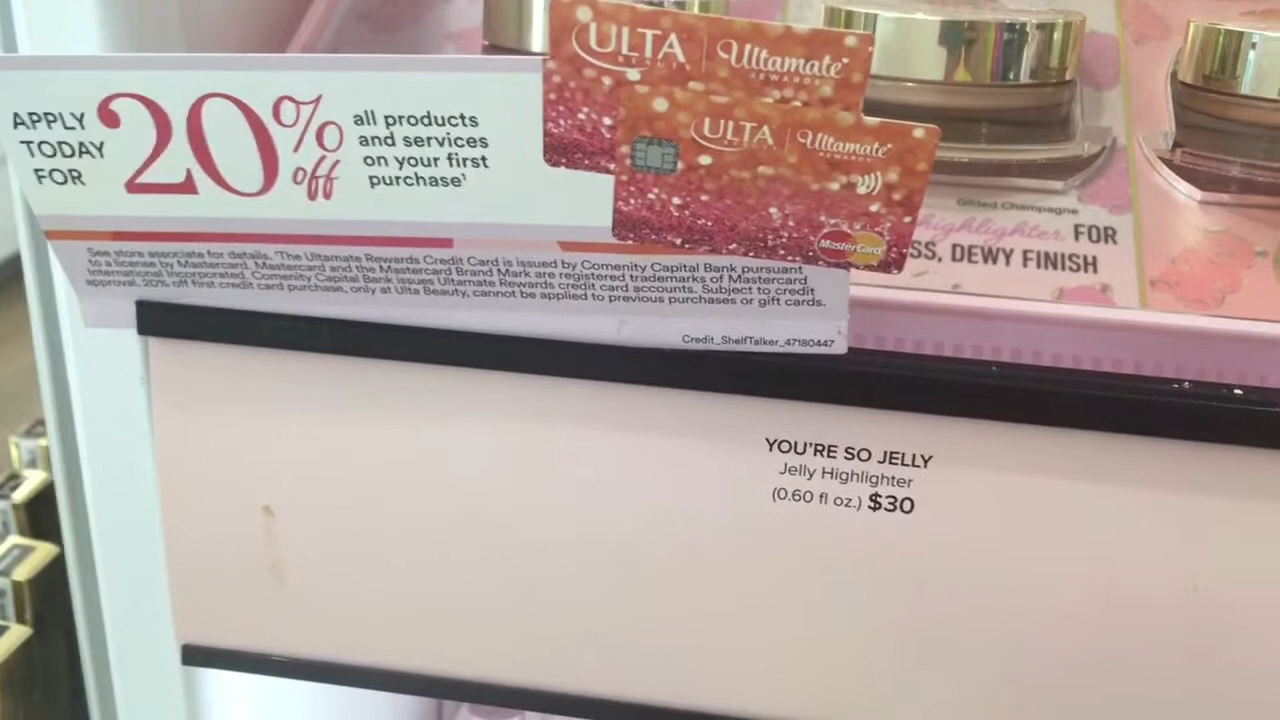 APPLY
TODAY
FOR
20% off
all products
and services
on your first
purchase¹
ULTA
BEAUTY
Ultamate
REWARDS
ULTA
BEAUTY
Ultamate
REWARDS
MasterCard
See store associate for details. ¹The Ultamate Rewards Credit Card is issued by Comenity Capital Bank pursuant
to a license by Mastercard. Mastercard and the Mastercard Brand Mark are registered trademarks of Mastercard
International Incorporated. Comenity Capital Bank issues Ultamate Rewards credit card accounts. Subject to credit
approval. 20% off first credit card purchase, only at Ulta Beauty, cannot be applied to previous purchases or gift cards.
Credit_ShelfTalker_47180447
Gilded Champagne
highlighter FOR
SS, DEWY FINISH
YOU'RE SO JELLY
Jelly Highlighter
(0.60 fl oz.) $30